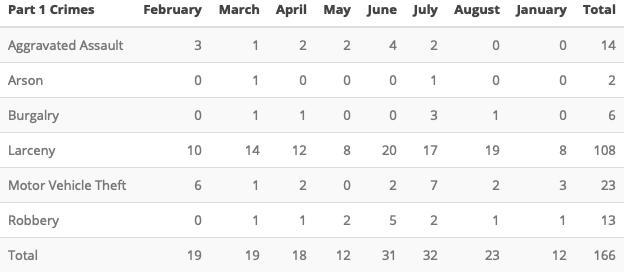 Part 1 Crimes February March April May June July August January Total
Aggravated Assault 3 1 2 2 4 2 0 0 14
Arson 0 1 0 0 0 1 0 0 2
Burgalry 0 1 1 0 0 3 1 0 6
Larceny 10 14 12 8 20 17 19 8 108
Motor Vehicle Theft 6 1 2 0 2 7 2 3 23
Robbery 0 1 1 2 5 2 1 1 13
Total 19 19 18 12 31 32 23 12 166